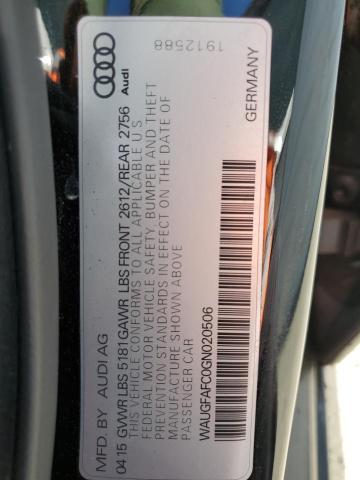 Audi
MFD. BY AUDI AG
04.15 GVWR LBS 5181 GAWR LBS FRONT 2612/REAR 2756
THIS VEHICLE CONFORMS TO ALL APPLICABLE U S
FEDERAL MOTOR VEHICLE SAFETY, BUMPER AND THEFT
PREVENTION STANDARDS IN EFFECT ON THE DATE OF
MANUFACTURE SHOWN ABOVE
PASSENGER CAR
WAUGFAFC0GN020506
GERMANY
1912588